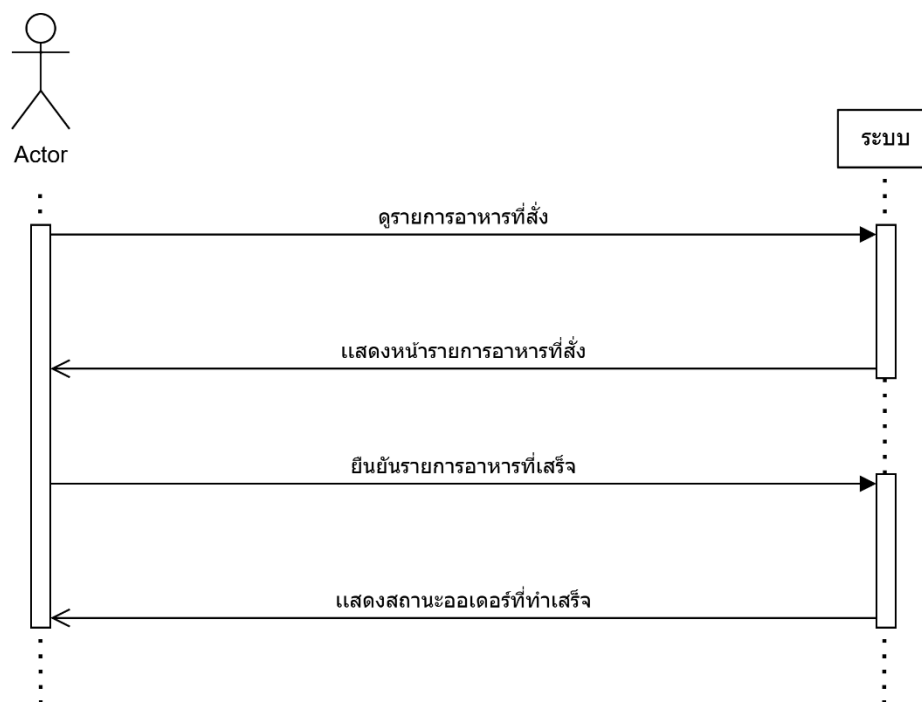 Actor
ระบบ
ดูรายการอาหารที่สั่ง
แสดงหน้ารายการอาหารที่สั่ง
ยืนยันรายการอาหารที่เสร็จ
แสดงสถานะออเดอร์ที่ทำเสร็จ